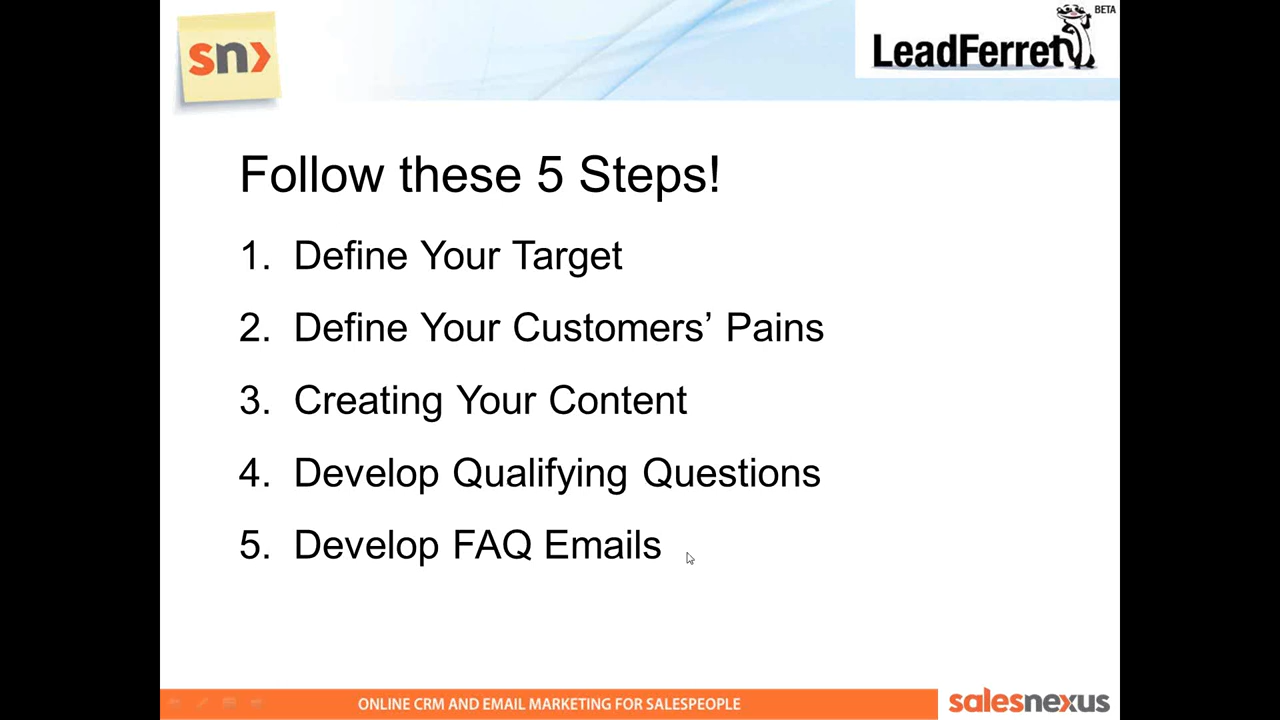 sn>
BETA
LeadFerret
Follow these 5 Steps!
1. Define Your Target
2. Define Your Customers’ Pains
3. Creating Your Content
4. Develop Qualifying Questions
5. Develop FAQ Emails
ONLINE CRM AND EMAIL MARKETING FOR SALESPEOPLE
salesnexus